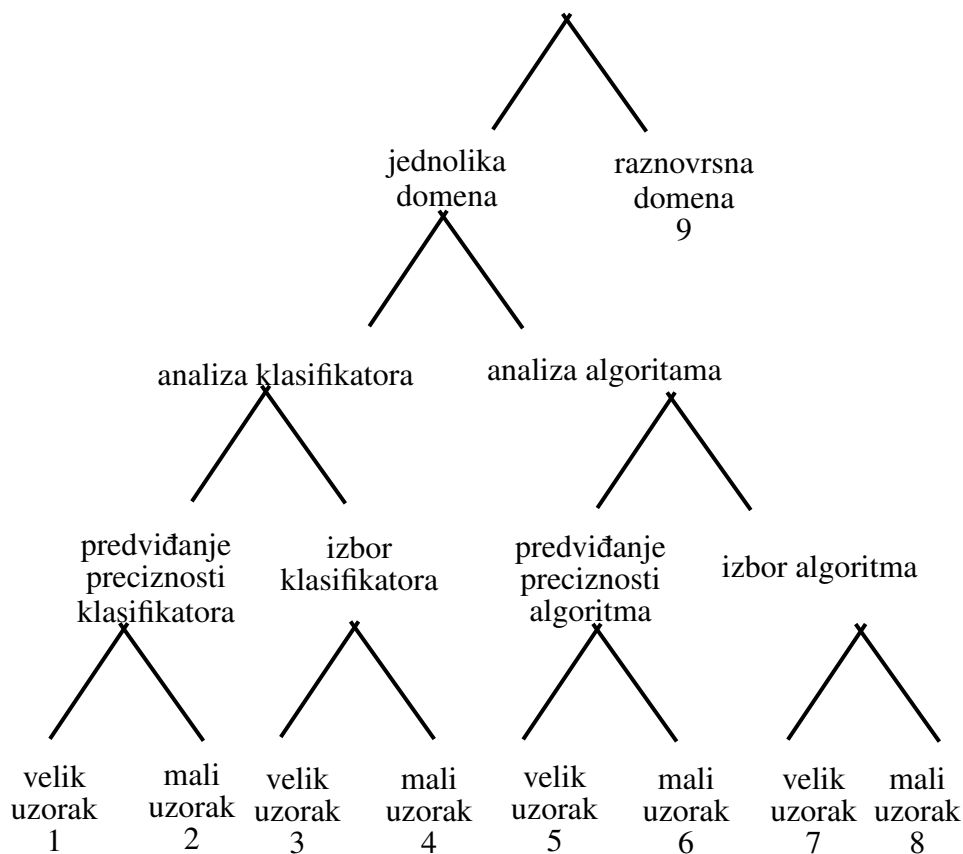 jednolika
domena
raznovrsna
domena
9
analiza klasifikatora
analiza algoritama
predviđanje
preciznosti
klasifikatora
izbor
klasifikatora
predviđanje
preciznosti
algoritma
izbor algoritma
velik
uzorak
1
mali
uzorak
2
velik
uzorak
3
mali
uzorak
4
velik
uzorak
5
mali
uzorak
6
velik
uzorak
7
mali
uzorak
8